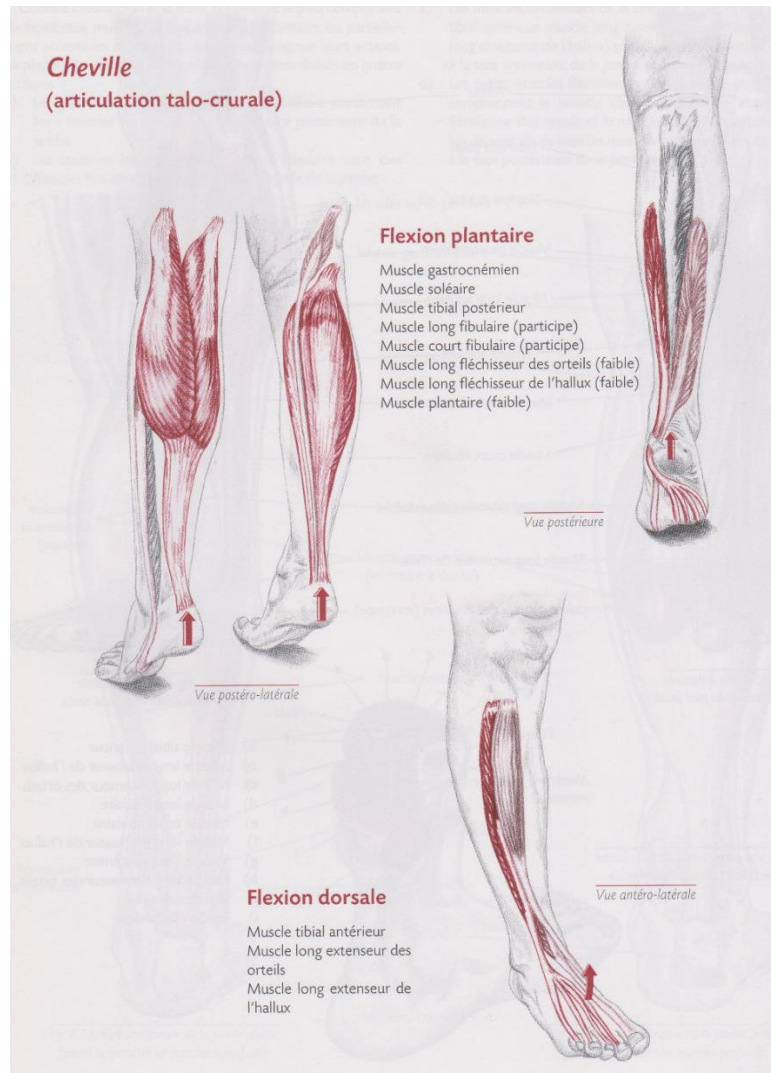 Cheville
(articulation talo-crurale)
Flexion plantaire
Muscle gastrocnémien
Muscle soléaire
Muscle tibial postérieur
Muscle long fibulaire (participe)
Muscle court fibulaire (participe)
Muscle long fléchisseur des orteils (faible)
Muscle long fléchisseur de l'hallux (faible)
Muscle plantaire (faible)
Vue postérieure
Vue postéro-latérale
Flexion dorsale
Muscle tibial antérieur
Muscle long extenseur des
orteils
Muscle long extenseur de
l'hallux
Vue antéro-latérale